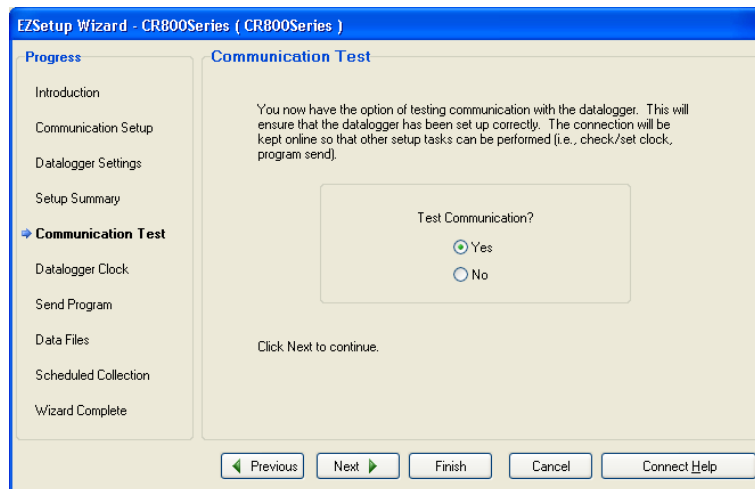 EZSetup Wizard - CR800Series ( CR800Series )
Progress
Introduction
Communication Setup
Datalogger Settings
Setup Summary
Communication Test
Datalogger Clock
Send Program
Data Files
Scheduled Collection
Wizard Complete
Communication Test
You now have the option of testing communication with the datalogger. This will
ensure that the datalogger has been set up correctly. The connection will be
kept online so that other setup tasks can be performed (i.e., check/set clock,
program send).
Test Communication?
Yes
No
Click Next to continue.
Previous
Next
Finish
Cancel
Connect Help